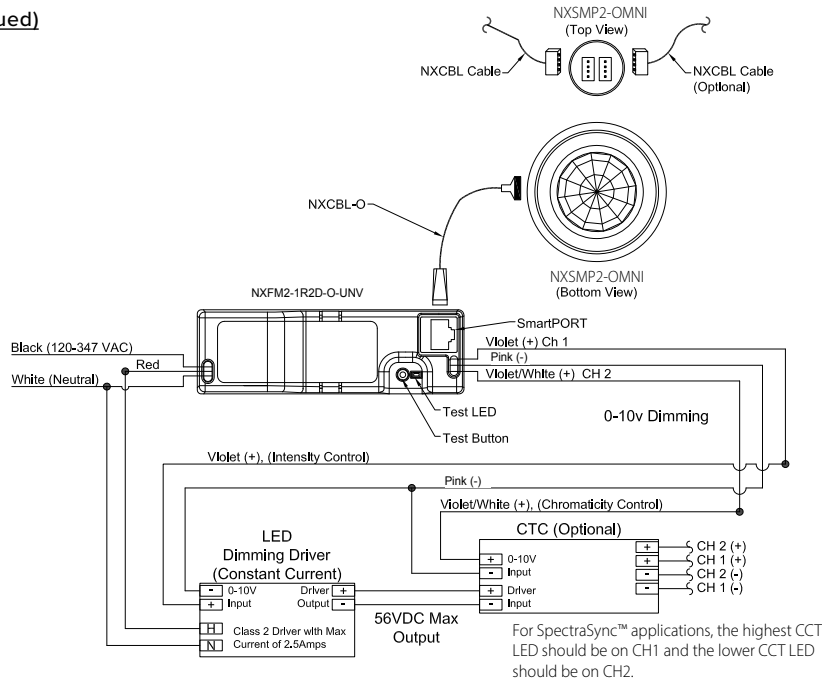 ued)
NXSMP2-OMNI
(Top View)
NXCBL Cable
NXCBL Cable
(Optional)
NXCBL-O
NXSMP2-OMNI
(Bottom View)
NXFM2-1R2D-O-UNV
SmartPORT
Black (120-347 VAC)
Red
White (Neutral)
Violet (+) Ch 1
Pink (-)
Violet/White (+) CH 2
Test LED
Test Button
0-10v Dimming
Violet (+), (Intensity Control)
Pink (-)
Violet/White (+), (Chromaticity Control)
LED
Dimming Driver
(Constant Current)
- 0-10V
+ Input
Driver +
Output -
H
N
Class 2 Driver with Max
Current of 2.5Amps
56VDC Max
Output
CTC (Optional)
+ 0-10V
- Input
+ Driver
- Input
+ CH 2 (+)
+ CH 1 (+)
- CH 2 (-)
- CH 1 (-)
For SpectraSync™ applications, the highest CCT
LED should be on CH1 and the lower CCT LED
should be on CH2.